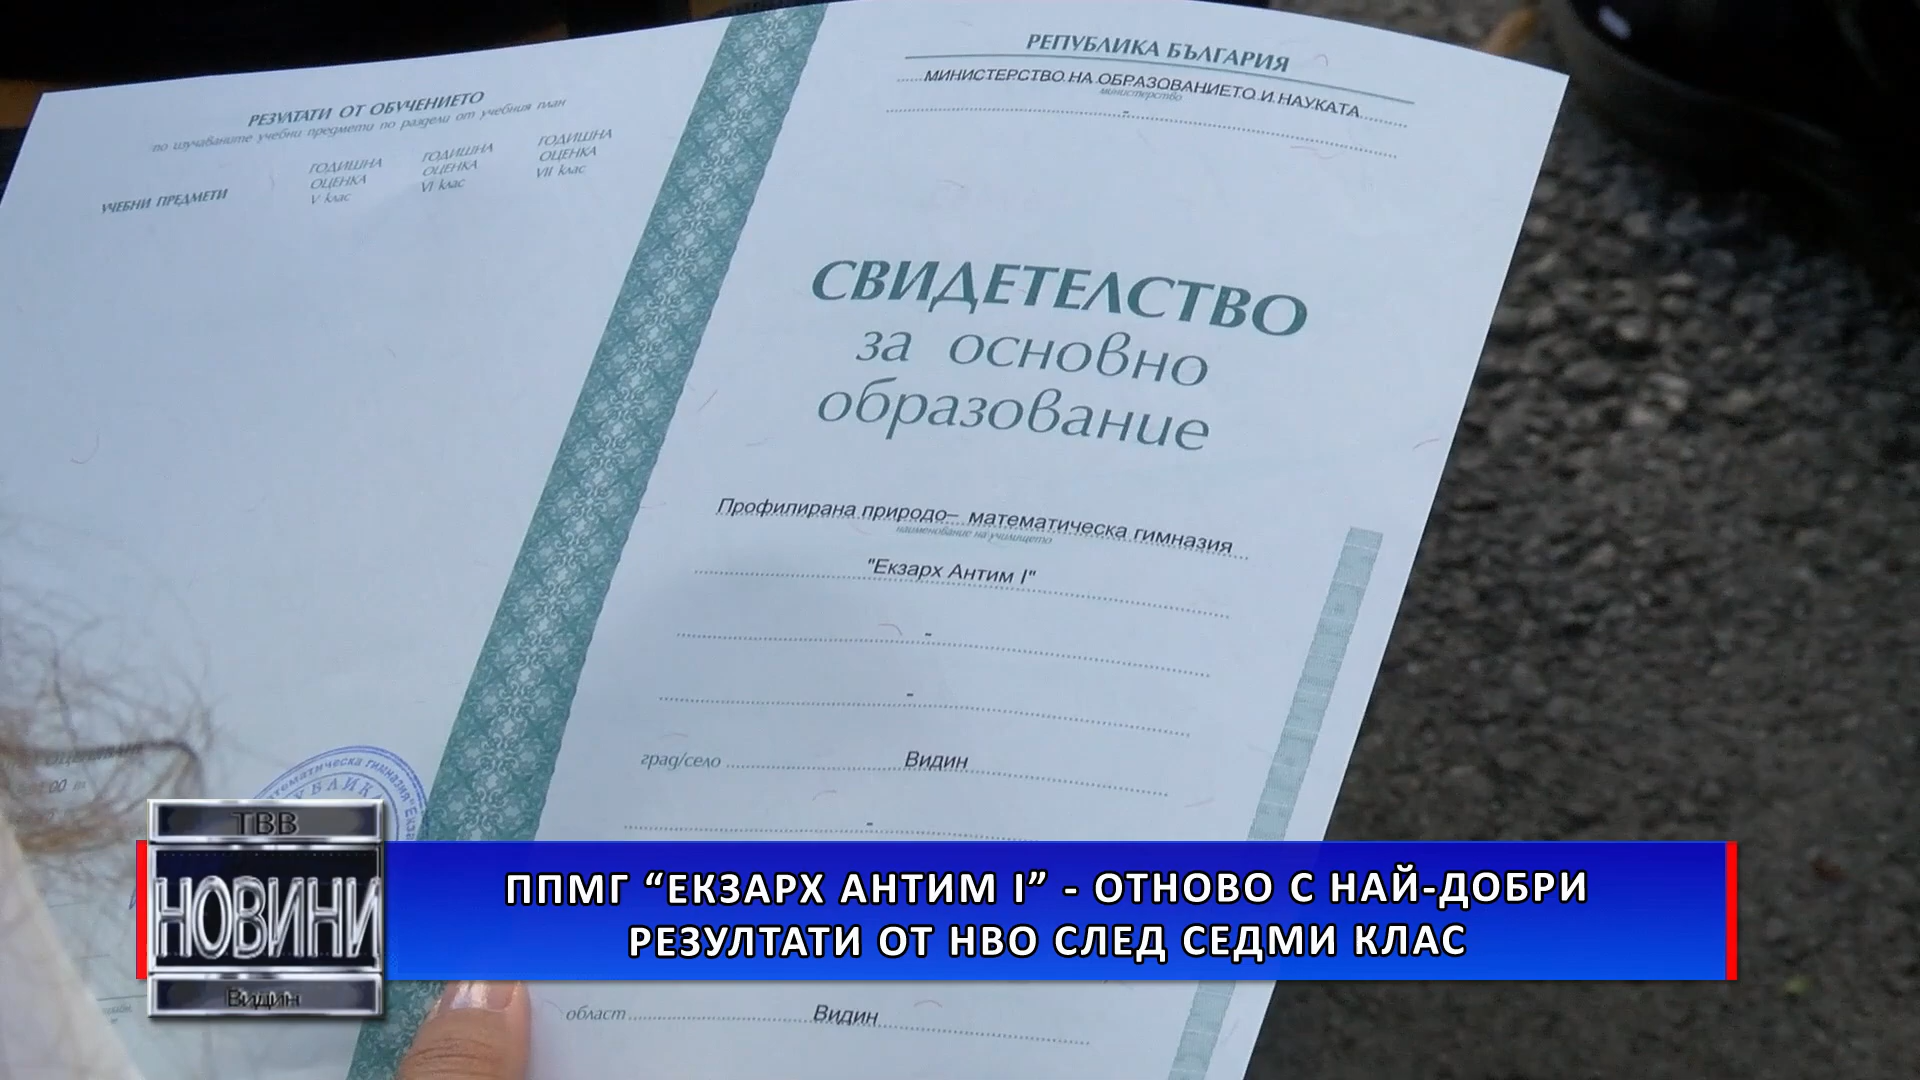 РЕЗУЛТАТИ ОТ ОБУЧЕНИЕТО
по изучаваните учебни предмети по раздели от учебния план
УЧЕБНИ ПРЕДМЕТИ
ГОДИШНА
ОЦЕНКА
V клас
ГОДИШНА
ОЦЕНКА
VI клас
ГОДИШНА
ОЦЕНКА
VII клас
РЕПУБЛИКА БЪЛГАРИЯ
МИНИСТЕРСТВО НА ОБРАЗОВАНИЕТО И НАУКАТА
министерство
-
СВИДЕТЕЛСТВО
за основно
образование
Профилирана природо– математическа гимназия
наименование на училището
"Екзарх Антим I"
-
-
град/село Видин
-
област Видин
ТВВ
НОВИНИ
Видин
ППМГ “ЕКЗАРХ АНТИМ I” - ОТНОВО С НАЙ-ДОБРИ
РЕЗУЛТАТИ ОТ НВО СЛЕД СЕДМИ КЛАС